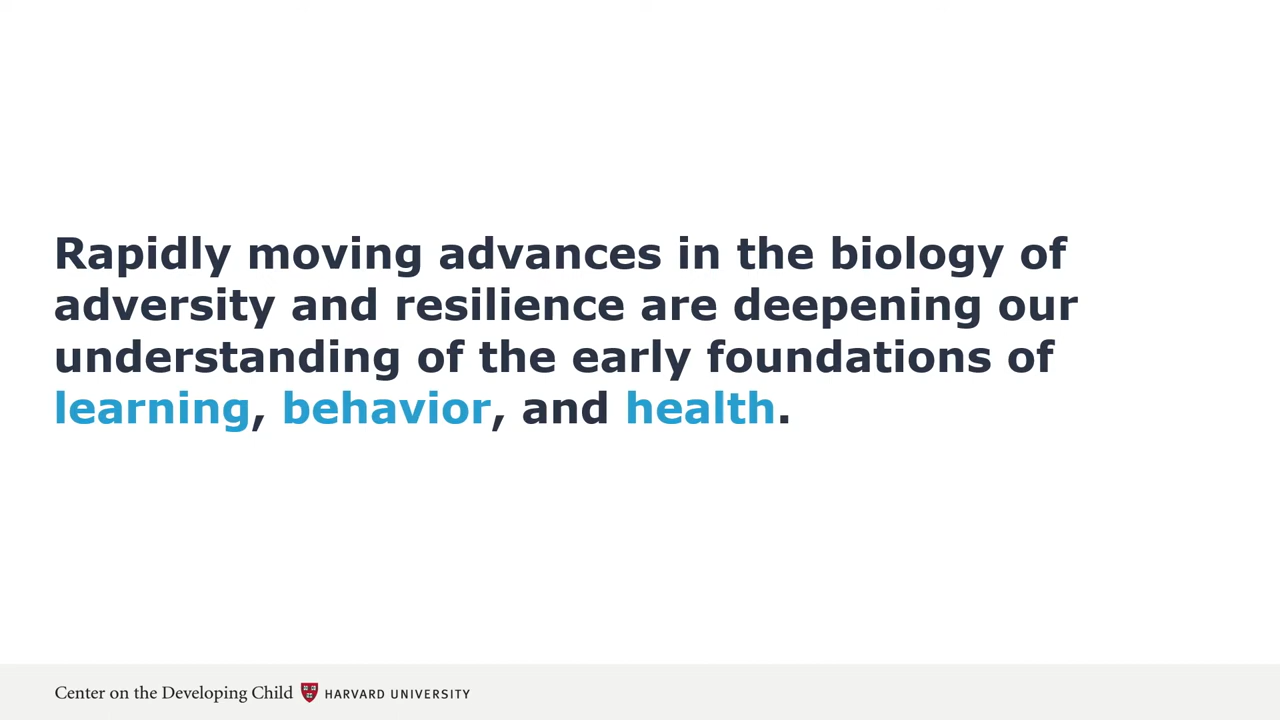 Rapidly moving advances in the biology of
adversity and resilience are deepening our
understanding of the early foundations of
learning, behavior, and health.
Center on the Developing Child HARVARD UNIVERSITY